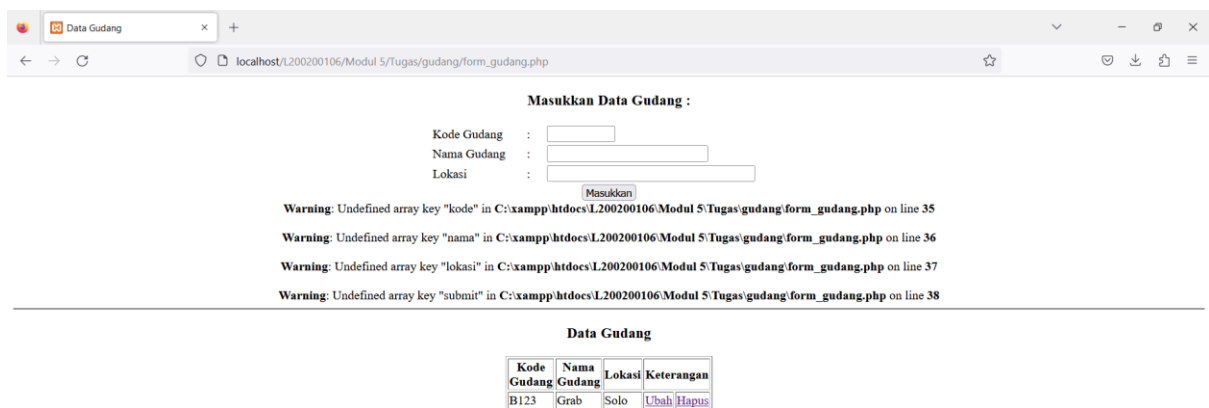 Data Gudang
localhost/L200200106/Modul 5/Tugas/gudang/form_gudang.php
Masukkan Data Gudang :
Kode Gudang :
Nama Gudang :
Lokasi :
Masukkan
Warning: Undefined array key "kode" in C:\xampp\htdocs\L200200106\Modul 5\Tugas\gudang\form_gudang.php on line 35
Warning: Undefined array key "nama" in C:\xampp\htdocs\L200200106\Modul 5\Tugas\gudang\form_gudang.php on line 36
Warning: Undefined array key "lokasi" in C:\xampp\htdocs\L200200106\Modul 5\Tugas\gudang\form_gudang.php on line 37
Warning: Undefined array key "submit" in C:\xampp\htdocs\L200200106\Modul 5\Tugas\gudang\form_gudang.php on line 38
Data Gudang
Kode Gudang Nama Gudang Lokasi Keterangan
B123 Grab Solo Ubah Hapus